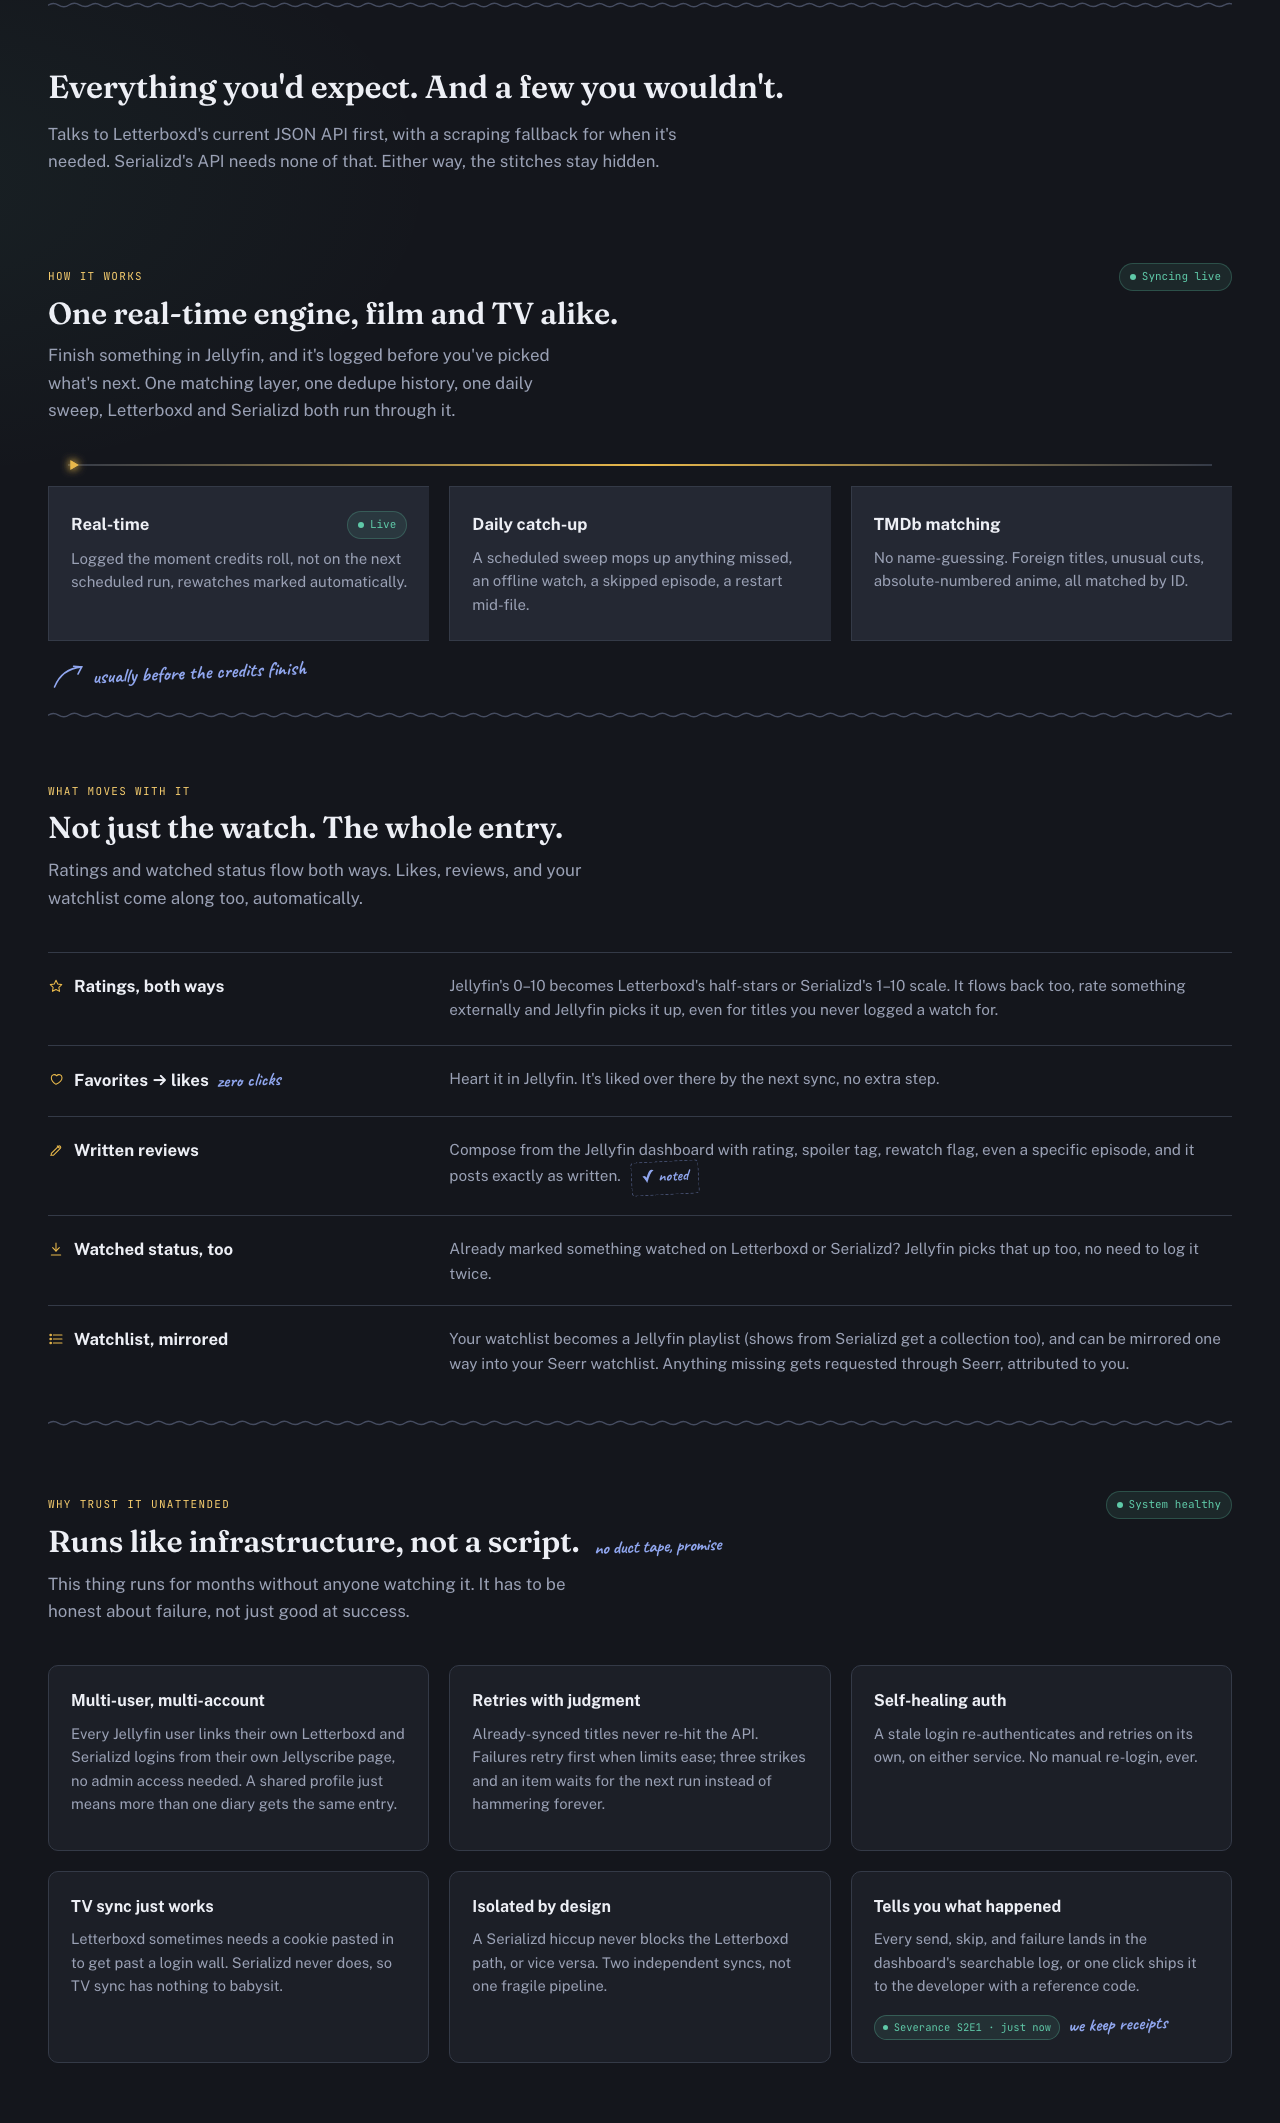 Everything you'd expect. And a few you wouldn't.
Talks to Letterboxd's current JSON API first, with a scraping fallback for when it's
needed. Serializd's API needs none of that. Either way, the stitches stay hidden.
HOW IT WORKS
Syncing live
One real-time engine, film and TV alike.
Finish something in Jellyfin, and it's logged before you've picked
what's next. One matching layer, one dedupe history, one daily
sweep, Letterboxd and Serializd both run through it.
Real-time
Live
Logged the moment credits roll, not on the next
scheduled run, rewatches marked automatically.
Daily catch-up
A scheduled sweep mops up anything missed,
an offline watch, a skipped episode, a restart
mid-file.
TMDb matching
No name-guessing. Foreign titles, unusual cuts,
absolute-numbered anime, all matched by ID.
usually before the credits finish
WHAT MOVES WITH IT
Not just the watch. The whole entry.
Ratings and watched status flow both ways. Likes, reviews, and your
watchlist come along too, automatically.
Ratings, both ways
Jellyfin's 0–10 becomes Letterboxd's half-stars or Serializd's 1–10 scale. It flows back too, rate something
externally and Jellyfin picks it up, even for titles you never logged a watch for.
Favorites → likes zero clicks
Heart it in Jellyfin. It's liked over there by the next sync, no extra step.
Written reviews
Compose from the Jellyfin dashboard with rating, spoiler tag, rewatch flag, even a specific episode, and it
posts exactly as written. ✓ noted
Watched status, too
Already marked something watched on Letterboxd or Serializd? Jellyfin picks that up too, no need to log it
twice.
Watchlist, mirrored
Your watchlist becomes a Jellyfin playlist (shows from Serializd get a collection too), and can be mirrored one
way into your Seerr watchlist. Anything missing gets requested through Seerr, attributed to you.
WHY TRUST IT UNATTENDED
System healthy
Runs like infrastructure, not a script. no duct tape, promise
This thing runs for months without anyone watching it. It has to be
honest about failure, not just good at success.
Multi-user, multi-account
Every Jellyfin user links their own Letterboxd and
Serializd logins from their own Jellyscribe page,
no admin access needed. A shared profile just
means more than one diary gets the same entry.
Retries with judgment
Already-synced titles never re-hit the API.
Failures retry first when limits ease; three strikes
and an item waits for the next run instead of
hammering forever.
Self-healing auth
A stale login re-authenticates and retries on its
own, on either service. No manual re-login, ever.
TV sync just works
Letterboxd sometimes needs a cookie pasted in
to get past a login wall. Serializd never does, so
TV sync has nothing to babysit.
Isolated by design
A Serializd hiccup never blocks the Letterboxd
path, or vice versa. Two independent syncs, not
one fragile pipeline.
Tells you what happened
Every send, skip, and failure lands in the
dashboard's searchable log, or one click ships it
to the developer with a reference code.
Severance S2E1 · just now we keep receipts